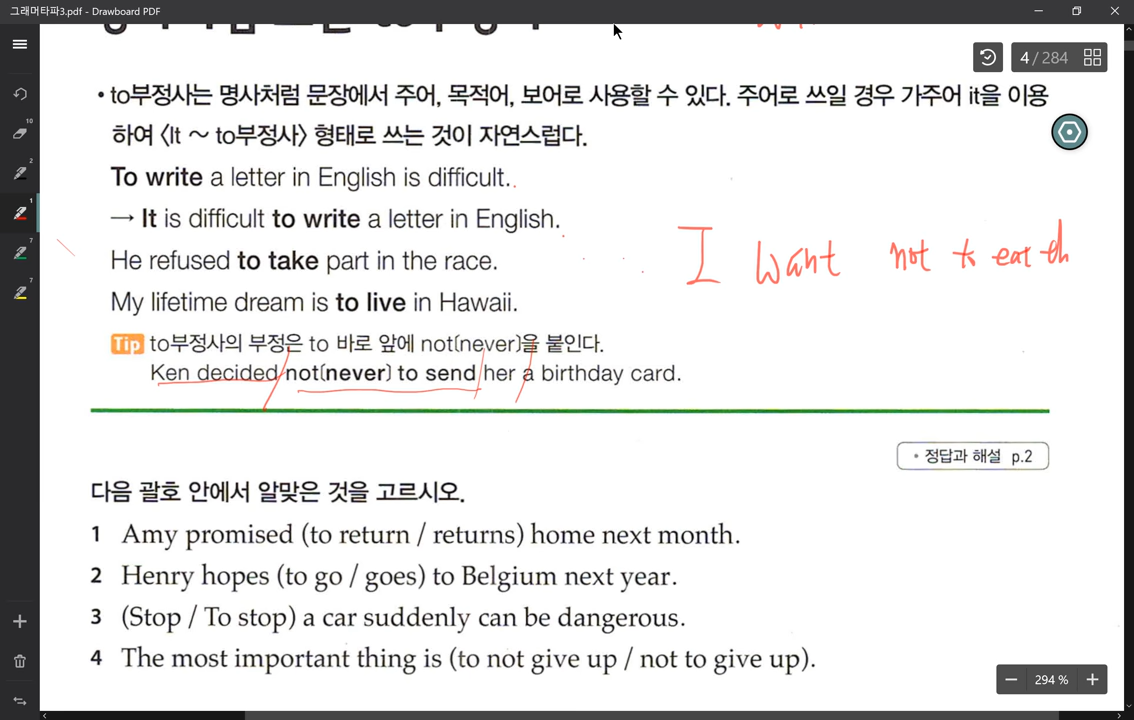 그래머타파3.pdf - Drawboard PDF
4 / 284
• to부정사는 명사처럼 문장에서 주어, 목적어, 보어로 사용할 수 있다. 주어로 쓰일 경우 가주어 it을 이용
하여 〈It ~ to부정사〉 형태로 쓰는 것이 자연스럽다.
To write a letter in English is difficult.
→ It is difficult to write a letter in English.
He refused to take part in the race.
My lifetime dream is to live in Hawaii.
I want not to eat th
Tip to부정사의 부정은 to 바로 앞에 not(never)을 붙인다.
Ken decided not(never) to send her a birthday card.
• 정답과 해설 p.2
다음 괄호 안에서 알맞은 것을 고르시오.
1 Amy promised (to return / returns) home next month.
2 Henry hopes (to go / goes) to Belgium next year.
3 (Stop / To stop) a car suddenly can be dangerous.
4 The most important thing is (to not give up / not to give up).
10
2
1
7
7
294 %